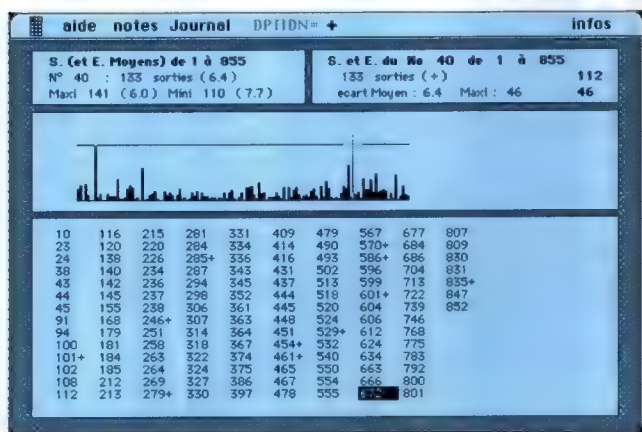 aide notes Journal + infos
S. (et E. Moyens) de 1 à 855
N° 40 : 133 sorties (6.4)
Maxi 141 (6.0) Mini 110 (7.7)
S. et E. du No 40 de 1 à 855
133 sorties (+) 112
ecart Moyen : 6.4 Maxi : 46 46
10 116 215 281 331 409 479 567 677 807
23 120 220 284 334 414 490 570+ 684 809
24 138 226 285+ 336 416 493 586+ 686 830
38 140 234 287 343 431 502 596 704 831
43 142 236 294 345 437 513 599 713 835+
44 145 237 298 352 444 518 601+ 722 847
45 155 238 306 361 445 520 604 739 852
91 168 246+ 307 363 448 524 606 746
94 179 251 314 364 451 529+ 612 768
100 181 258 318 367 454+ 532 624 775
101+ 184 263 322 374 461+ 540 634 783
102 185 264 324 375 465 550 663 792
108 212 269 327 386 467 554 666 800
112 213 279+ 330 397 478 555 801